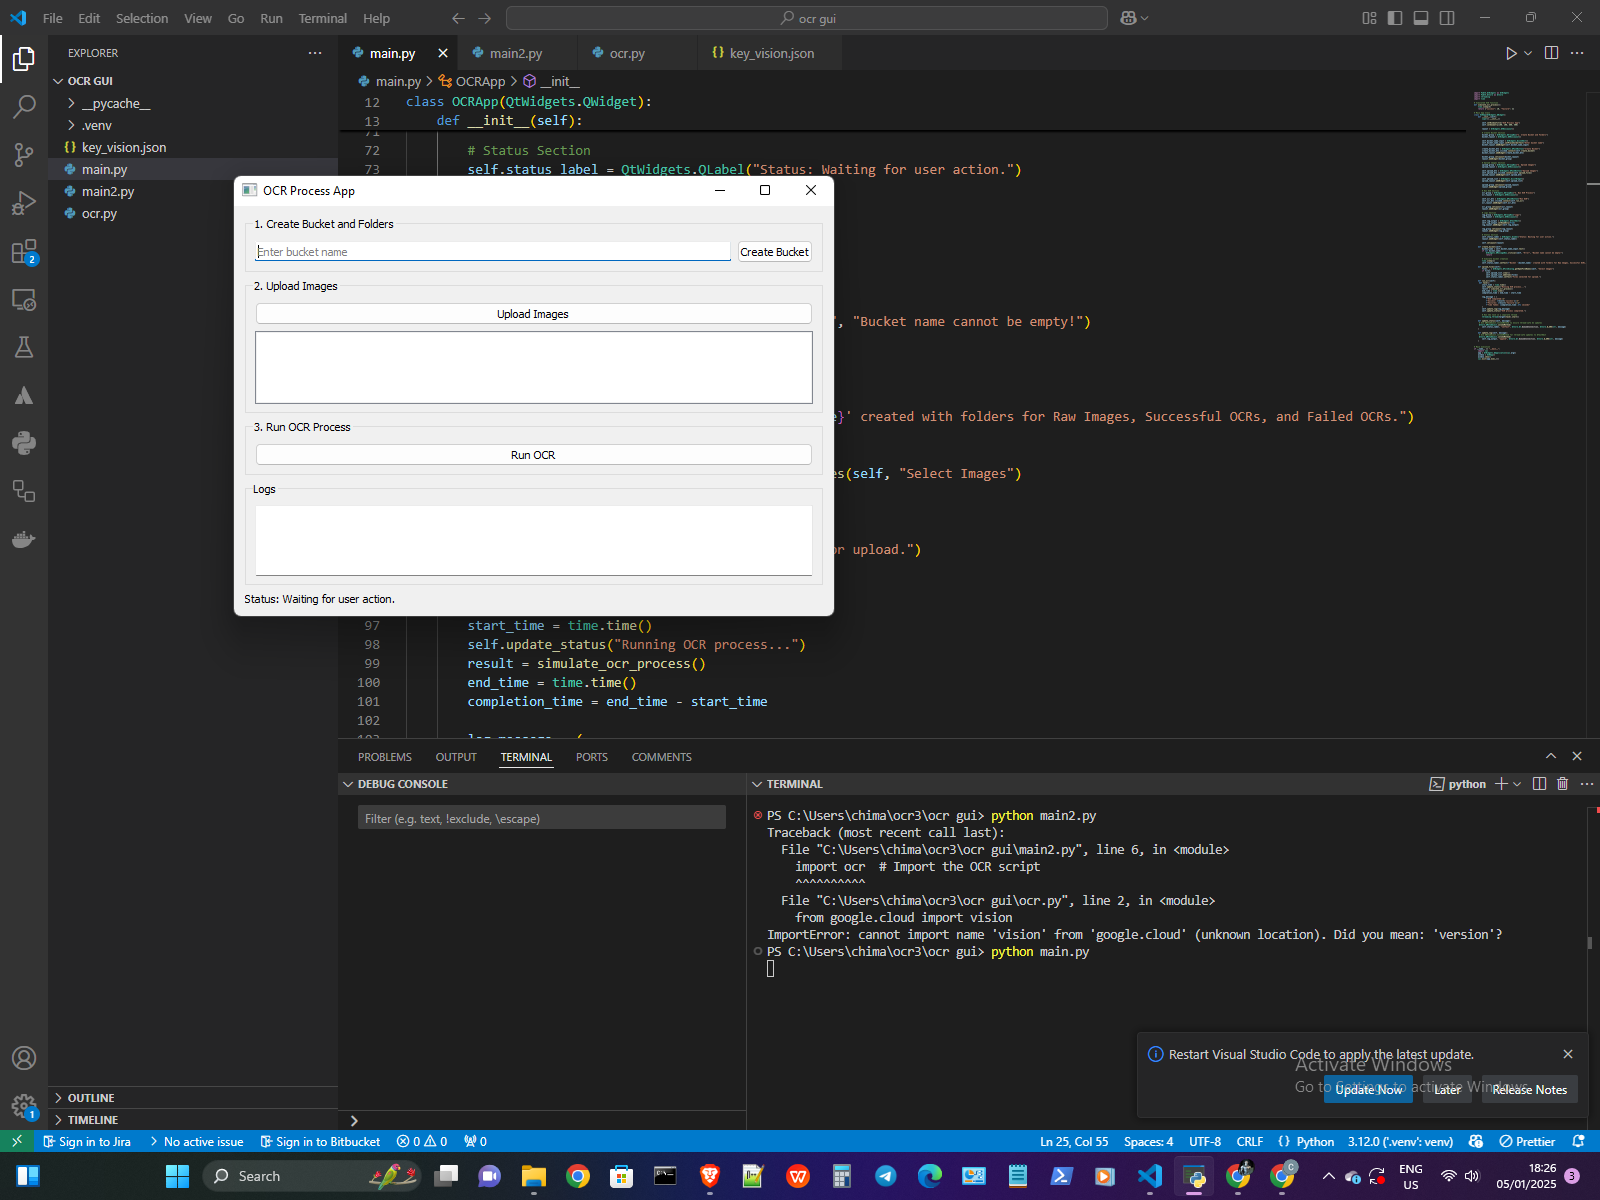 File Edit Selection View Go Run Terminal Help
ocr gui
EXPLORER
OCR GUI
__pycache__
.venv
key_vision.json
main.py
main2.py
ocr.py
OUTLINE
TIMELINE
main.py
main2.py
ocr.py
key_vision.json
main.py > OCRApp > __init__
12 class OCRApp(QtWidgets.QWidget):
13 def __init__(self):
71
72 # Status Section
73 self.status_label = QtWidgets.QLabel("Status: Waiting for user action.")
", "Bucket name cannot be empty!")
}' created with folders for Raw Images, Successful OCRs, and Failed OCRs.")
es(self, "Select Images")
or upload.")
97 start_time = time.time()
98 self.update_status("Running OCR process...")
99 result = simulate_ocr_process()
100 end_time = time.time()
101 completion_time = end_time - start_time
102
OCR Process App
1. Create Bucket and Folders
Enter bucket name
Create Bucket
2. Upload Images
Upload Images
3. Run OCR Process
Run OCR
Logs
Status: Waiting for user action.
PROBLEMS OUTPUT TERMINAL PORTS COMMENTS
DEBUG CONSOLE
Filter (e.g. text, !exclude, \escape)
TERMINAL
python
PS C:\Users\chima\ocr3\ocr gui> python main2.py
Traceback (most recent call last):
File "C:\Users\chima\ocr3\ocr gui\main2.py", line 6, in <module>
import ocr # Import the OCR script
^^^^^^^^^^
File "C:\Users\chima\ocr3\ocr gui\ocr.py", line 2, in <module>
from google.cloud import vision
ImportError: cannot import name 'vision' from 'google.cloud' (unknown location). Did you mean: 'version'?
PS C:\Users\chima\ocr3\ocr gui> python main.py
Restart Visual Studio Code to apply the latest update.
Update Now Later Release Notes
Activate Windows
Go to Settings to activate Windows.
2
1
Sign in to Jira No active issue Sign in to Bitbucket 0 0 0
Ln 25, Col 55 Spaces: 4 UTF-8 CRLF {} Python 3.12.0 ('.venv': venv) Prettier
Search
ENG
US
18:26
05/01/2025
3